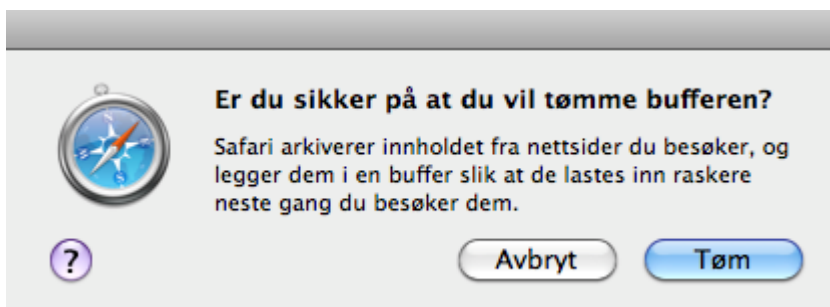 Er du sikker på at du vil tømme bufferen?
Safari arkiverer innholdet fra nettsider du besøker, og
legger dem i en buffer slik at de lastes inn raskere
neste gang du besøker dem.
?
Avbryt
Tøm